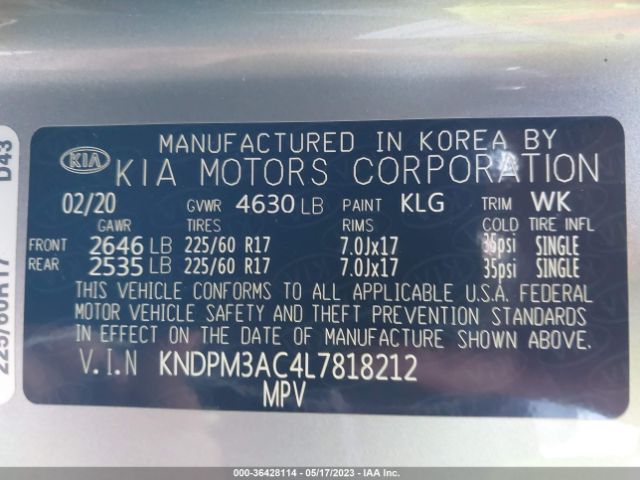 MANUFACTURED IN KOREA BY
KIA KIA MOTORS CORPORATION
02/20 GVWR 4630 LB PAINT KLG TRIM WK
GAWR TIRES RIMS COLD TIRE INFL
FRONT 2646 LB 225/60 R17 7.0Jx17 35psi SINGLE
REAR 2535 LB 225/60 R17 7.0Jx17 35psi SINGLE
THIS VEHICLE CONFORMS TO ALL APPLICABLE U.S.A. FEDERAL
MOTOR VEHICLE SAFETY AND THEFT PREVENTION STANDARDS
IN EFFECT ON THE DATE OF MANUFACTURE SHOWN ABOVE.
V.I.N KNDPM3AC4L7818212
MPV
D43
225/60R17
000-36428114 - 05/17/2023 - IAA Inc.